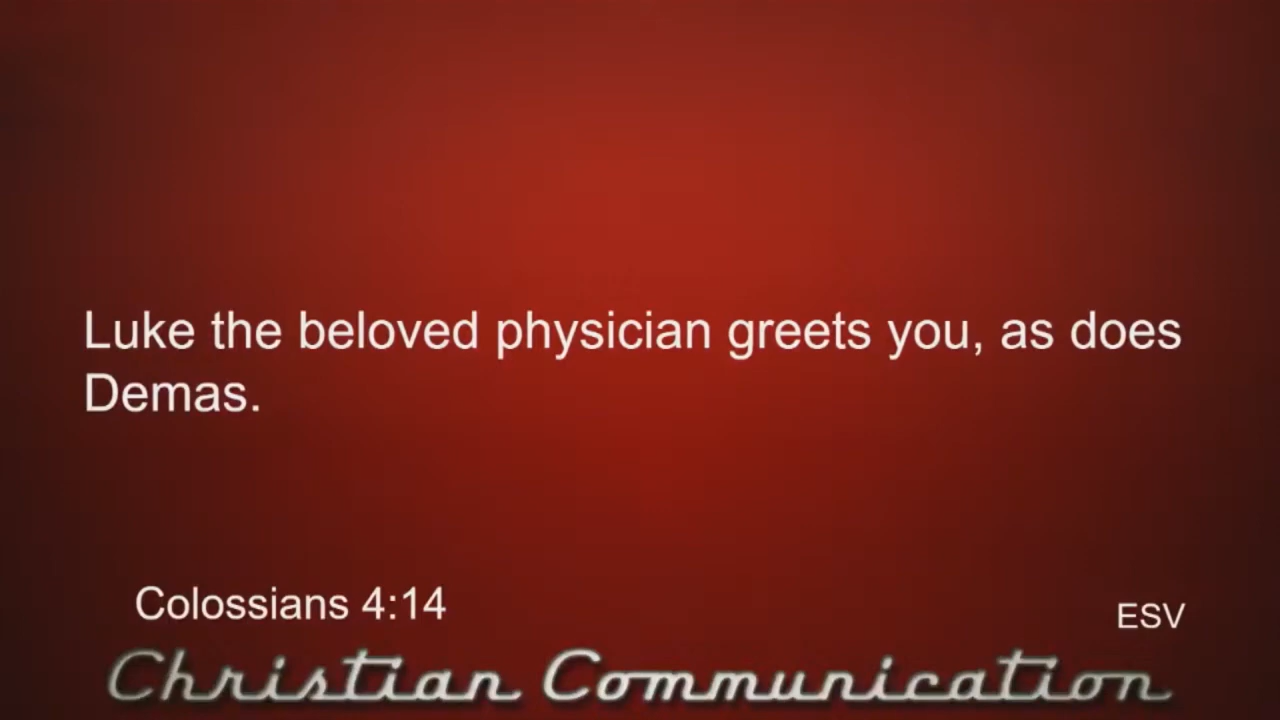 Luke the beloved physician greets you, as does
Demas.
Colossians 4:14
ESV
Christian Communication